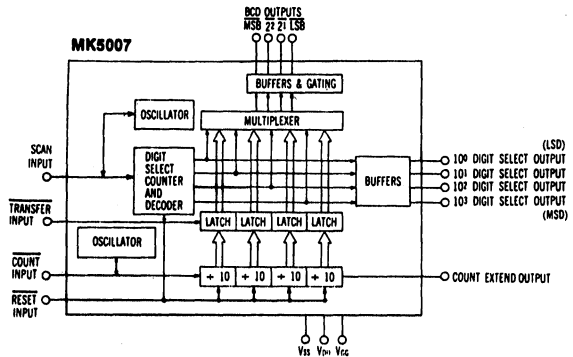 BCD OUTPUTS
MSB 2² 2¹ LSB
MK5007
BUFFERS & GATING
OSCILLATOR
MULTIPLEXER
SCAN
INPUT
DIGIT
SELECT
COUNTER
AND
DECODER
BUFFERS
(LSD)
10⁰ DIGIT SELECT OUTPUT
10¹ DIGIT SELECT OUTPUT
10² DIGIT SELECT OUTPUT
10³ DIGIT SELECT OUTPUT
(MSD)
TRANSFER
INPUT
LATCH LATCH LATCH LATCH
OSCILLATOR
COUNT
INPUT
÷ 10 ÷ 10 ÷ 10 ÷ 10
COUNT EXTEND OUTPUT
RESET
INPUT
VSS VDD VGG